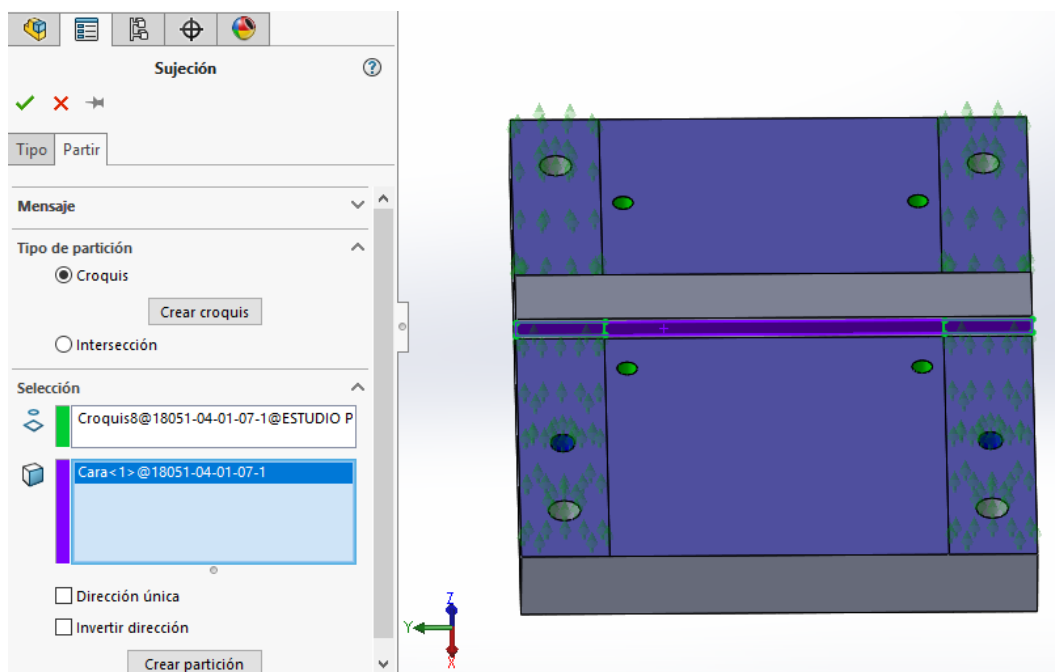 Sujeción
Tipo
Partir
Mensaje
Tipo de partición
Croquis
Crear croquis
Intersección
Selección
Croquis8@18051-04-01-07-1@ESTUDIO P
Cara<1>@18051-04-01-07-1
Dirección única
Invertir dirección
Crear partición
Z
Y
X